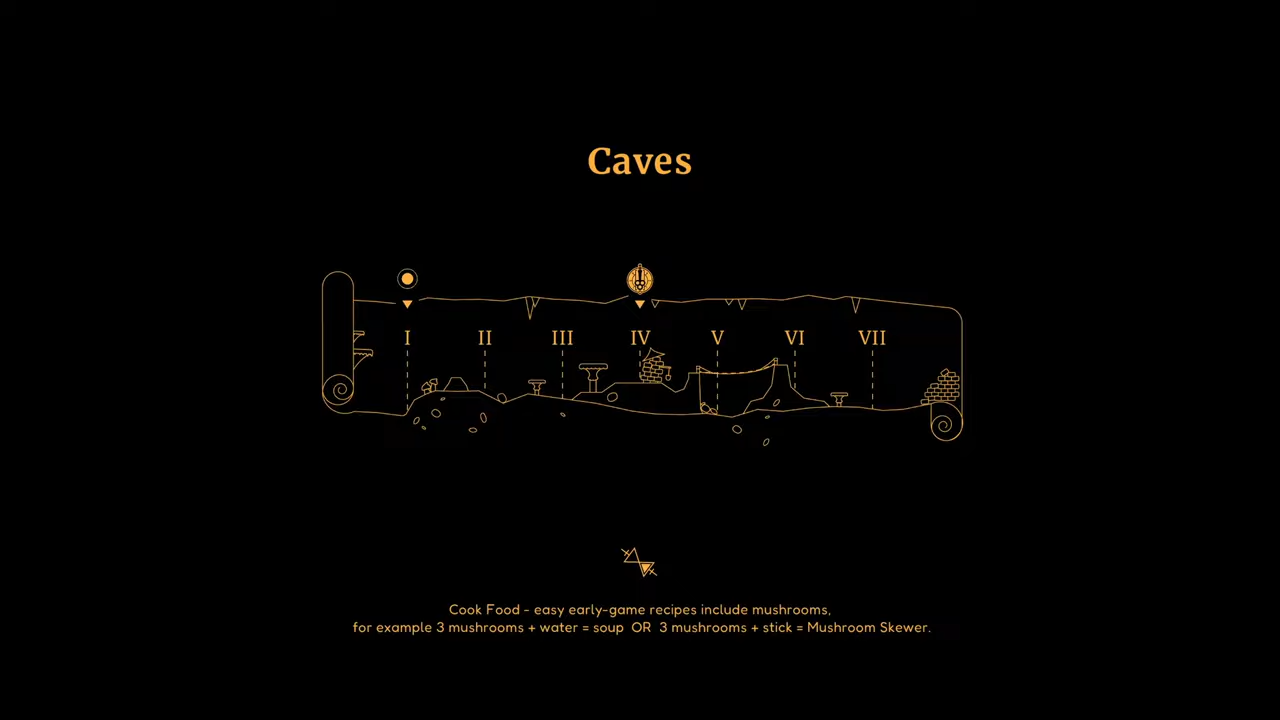 Caves
I II III IV V VI VII
Cook Food - easy early-game recipes include mushrooms,
for example 3 mushrooms + water = soup OR 3 mushrooms + stick = Mushroom Skewer.